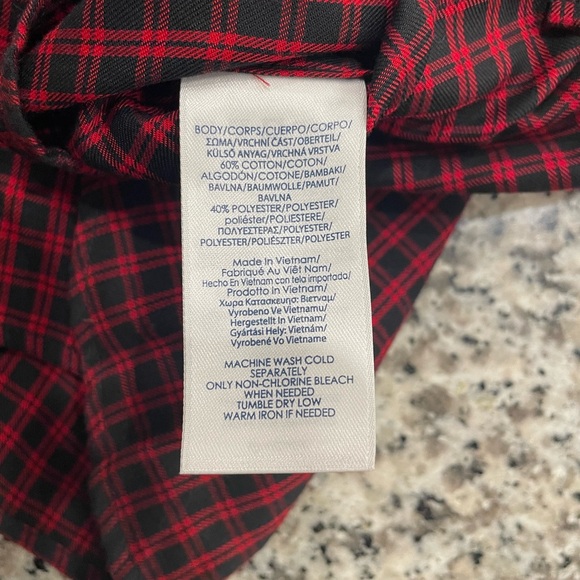 BODY/CORPS/CUERPO/CORPO/
ΣΩΜΑ/VRCHNÍ ČÁST/OBERTEIL/
KÜLSŐ ANYAG/VRCHNÁ VRSTVA
60% COTTON/COTON/
ALGODÓN/COTONE/BAMBAKI/
BAVLNA/BAUMWOLLE/PAMUT/
BAVLNA
40% POLYESTER/POLYESTER/
poliéster/POLIESTERE/
ΠΟΛΥΕΣΤΕΡΑΣ/POLYESTER/
POLYESTER/POLIÉSZTER/POLYESTER
Made In Vietnam/
Fabriqué Au Viêt Nam/
Hecho En Vietnam con tela importada/
Prodotto in Vietnam/
Χωρα Κατασκευης: Βιετναμ/
Vyrobeno Ve Vietnamu/
Hergestellt In Vietnam/
Gyártási Hely: Vietnám/
Vyrobené Vo Vietname
MACHINE WASH COLD
SEPARATELY
ONLY NON-CHLORINE BLEACH
WHEN NEEDED
TUMBLE DRY LOW
WARM IRON IF NEEDED